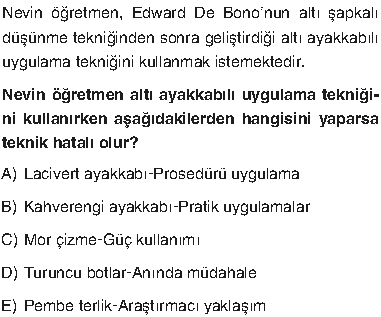 Nevin öğretmen, Edward De Bono'nun altı şapkalı
düşünme tekniğinden sonra geliştirdiği altı ayakkabılı
uygulama tekniğini kullanmak istemektedir.
Nevin öğretmen altı ayakkabılı uygulama tekniği-
ni kullanırken aşağıdakilerden hangisini yaparsa
teknik hatalı olur?
A) Lacivert ayakkabı-Prosedürü uygulama
B) Kahverengi ayakkabı-Pratik uygulamalar
C) Mor çizme-Güç kullanımı
D) Turuncu botlar-Anında müdahale
E) Pembe terlik-Araştırmacı yaklaşım